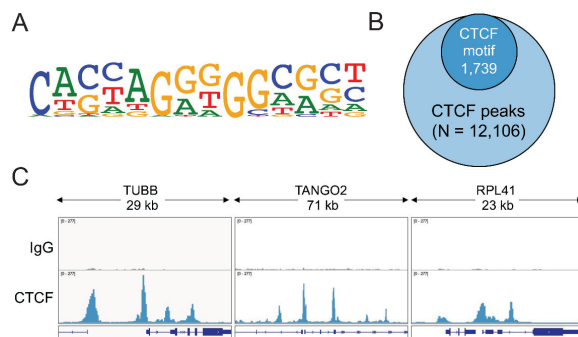 A
CACCAGGGGGCGCT
B
CTCF
motif
1,739
CTCF peaks
(N = 12,106)
C
TUBB
29 kb
TANGO2
71 kb
RPL41
23 kb
IgG
[0 - 277]
[0 - 277]
[0 - 277]
CTCF
[0 - 277]
[0 - 277]
[0 - 277]